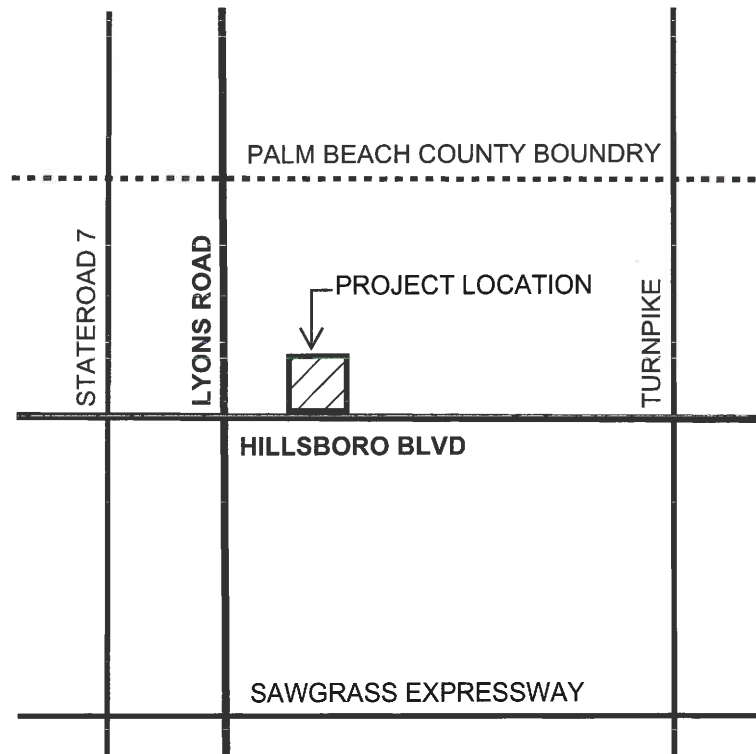 PALM BEACH COUNTY BOUNDRY
STATEROAD 7
LYONS ROAD
PROJECT LOCATION
TURNPIKE
HILLSBORO BLVD
SAWGRASS EXPRESSWAY